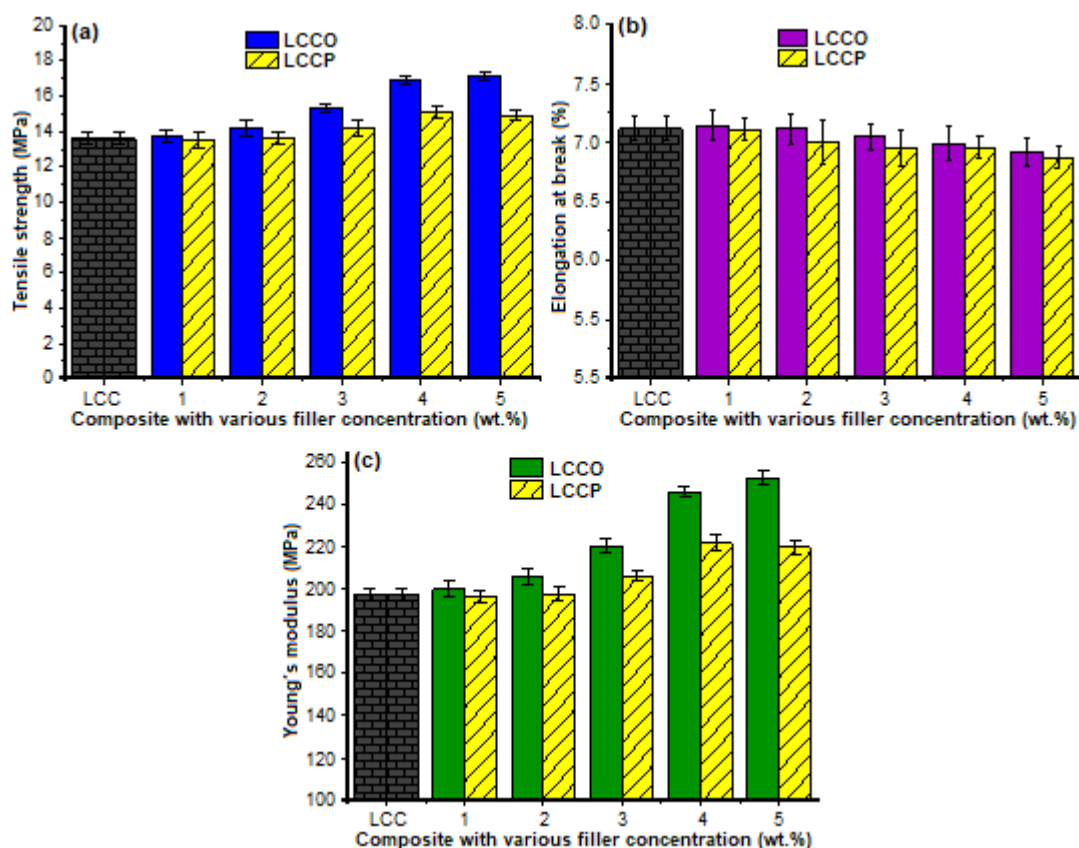 (a)
LCCO
LCCP
Tensile strength (MPa)
20
18
16
14
12
10
8
6
4
2
0
LCC 1 2 3 4 5
Composite with various filler concentration (wt.%)
(b)
LCCO
LCCP
Elongation at break (%)
8.0
7.5
7.0
6.5
6.0
5.5
LCC 1 2 3 4 5
Composite with various filler concentration (wt.%)
(c)
LCCO
LCCP
Young´s modulus (MPa)
260
240
220
200
180
160
140
120
100
LCC 1 2 3 4 5
Composite with various filler concentration (wt.%)